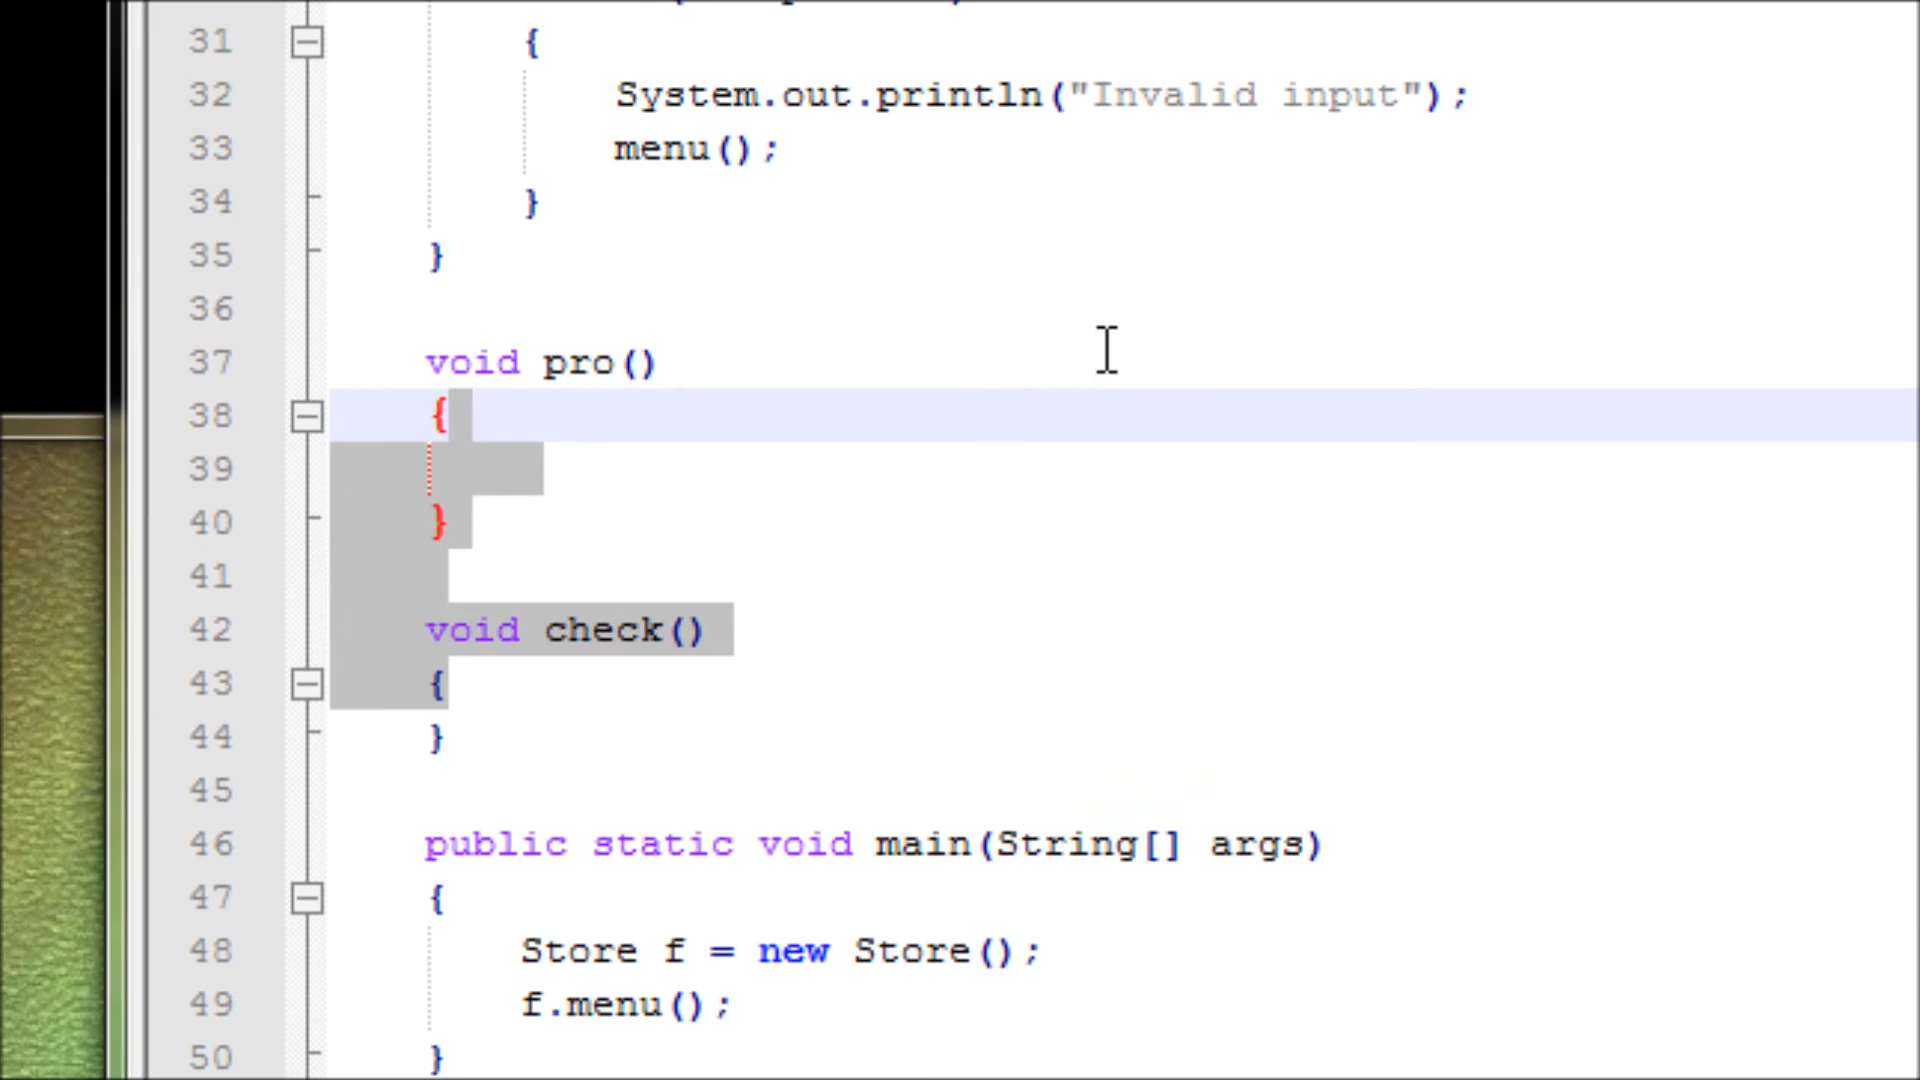 31 {
32 System.out.println("Invalid input");
33 menu();
34 }
35 }
36
37 void pro()
38 {
39
40 }
41
42 void check()
43 {
44 }
45
46 public static void main(String[] args)
47 {
48 Store f = new Store();
49 f.menu();
50 }